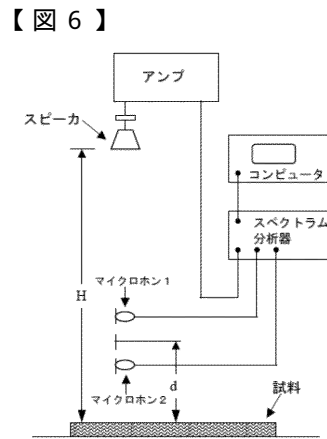 【図６】
アンプ
スピーカ
コンピュータ
スペクトラム
分析器
マイクロホン1
H
d
マイクロホン2
試料